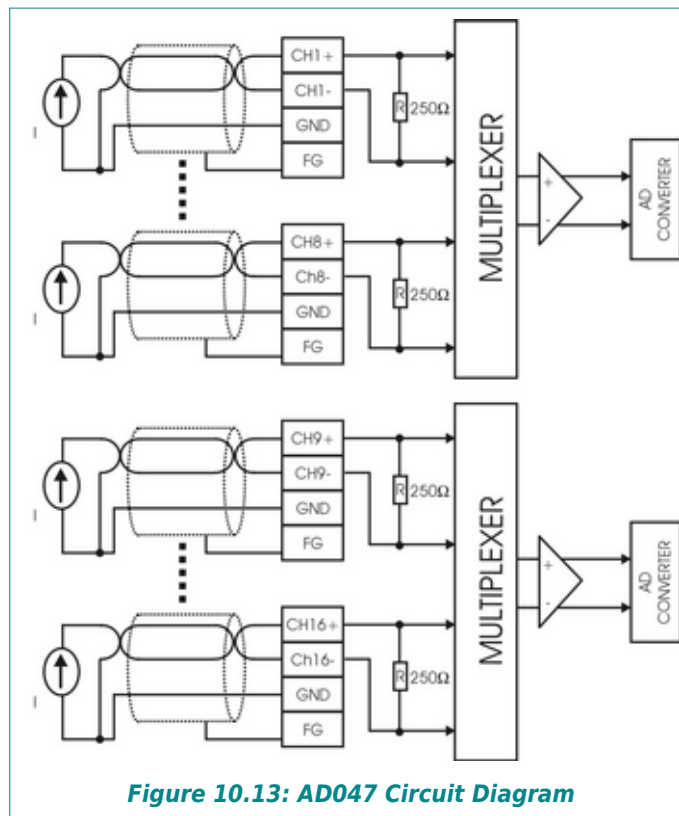 CH1+
CH1-
GND
FG
I
R 250Ω
MULTIPLEXER
+
-
AD CONVERTER
CH8+
Ch8-
GND
FG
I
R 250Ω
CH9+
CH9-
GND
FG
I
R 250Ω
MULTIPLEXER
+
-
AD CONVERTER
CH16+
Ch16-
GND
FG
I
R 250Ω
Figure 10.13: AD047 Circuit Diagram